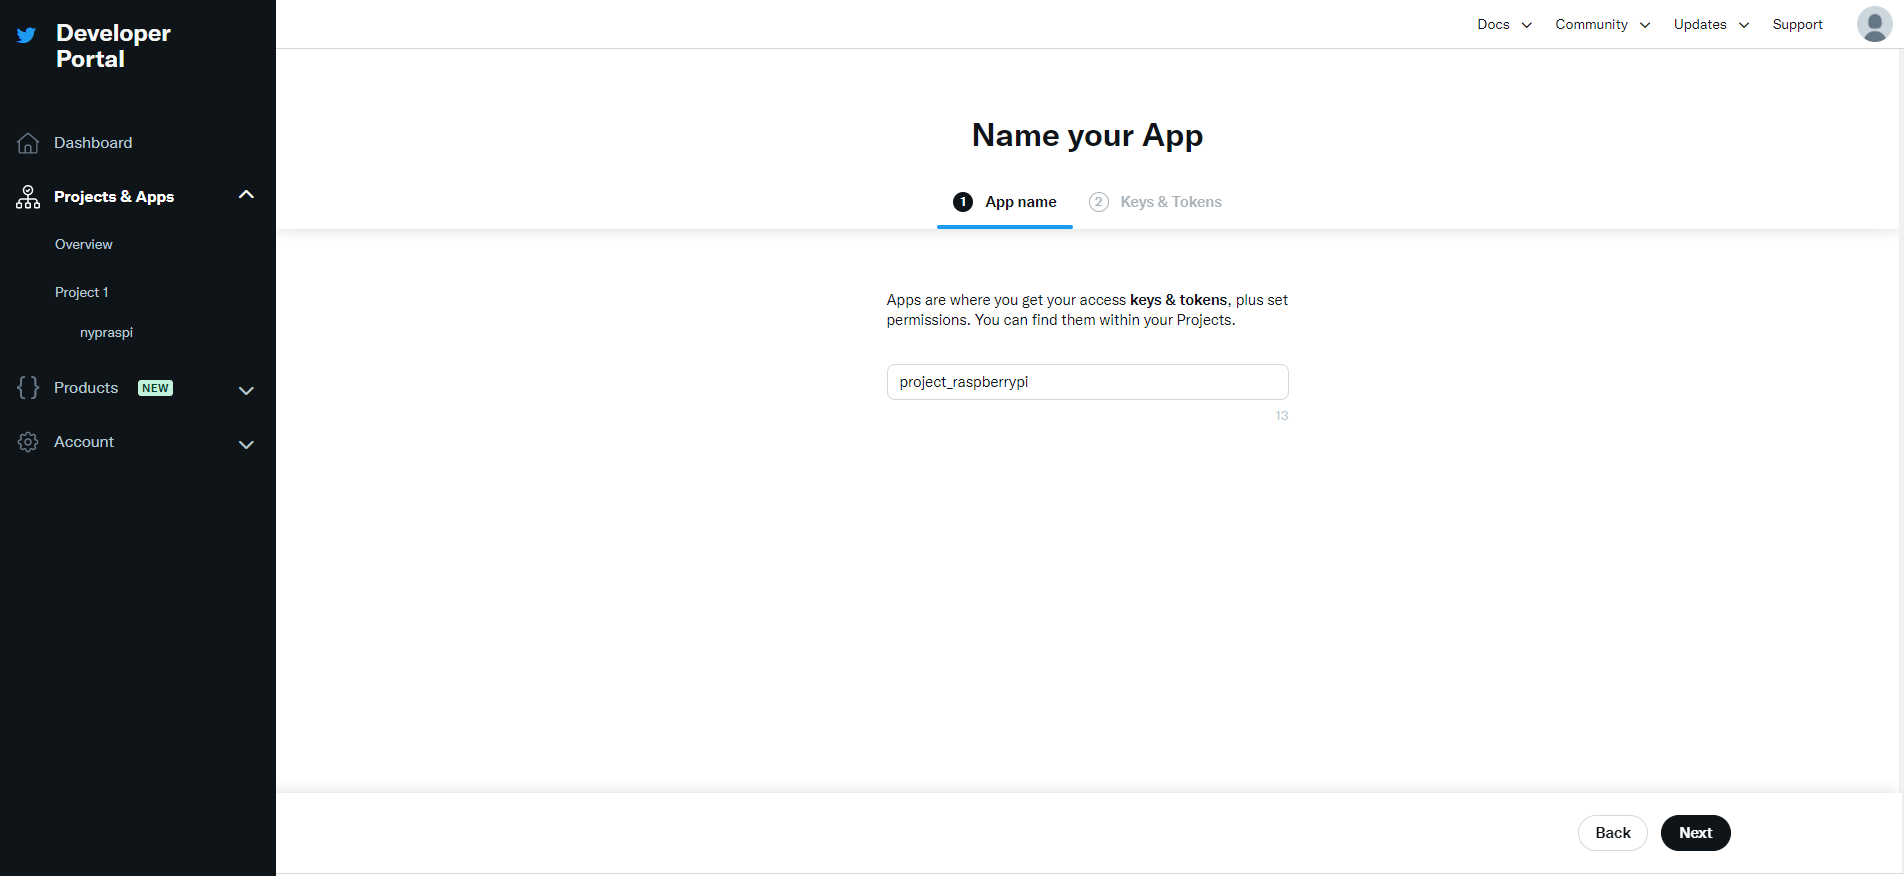 Developer
Portal
Docs
Community
Updates
Support
Dashboard
Projects & Apps
Overview
Project 1
nypraspi
Products NEW
Account
Name your App
1 App name
2 Keys & Tokens
Apps are where you get your access keys & tokens, plus set
permissions. You can find them within your Projects.
project_raspberrypi
13
Back
Next